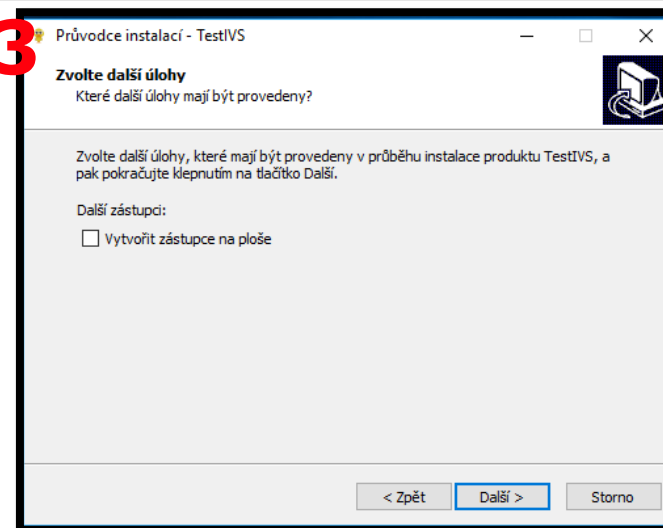 3
Průvodce instalací - TestIVS
Zvolte další úlohy
Které další úlohy mají být provedeny?
Zvolte další úlohy, které mají být provedeny v průběhu instalace produktu TestIVS, a
pak pokračujte klepnutím na tlačítko Další.
Další zástupci:
Vytvořit zástupce na ploše
< Zpět
Další >
Storno